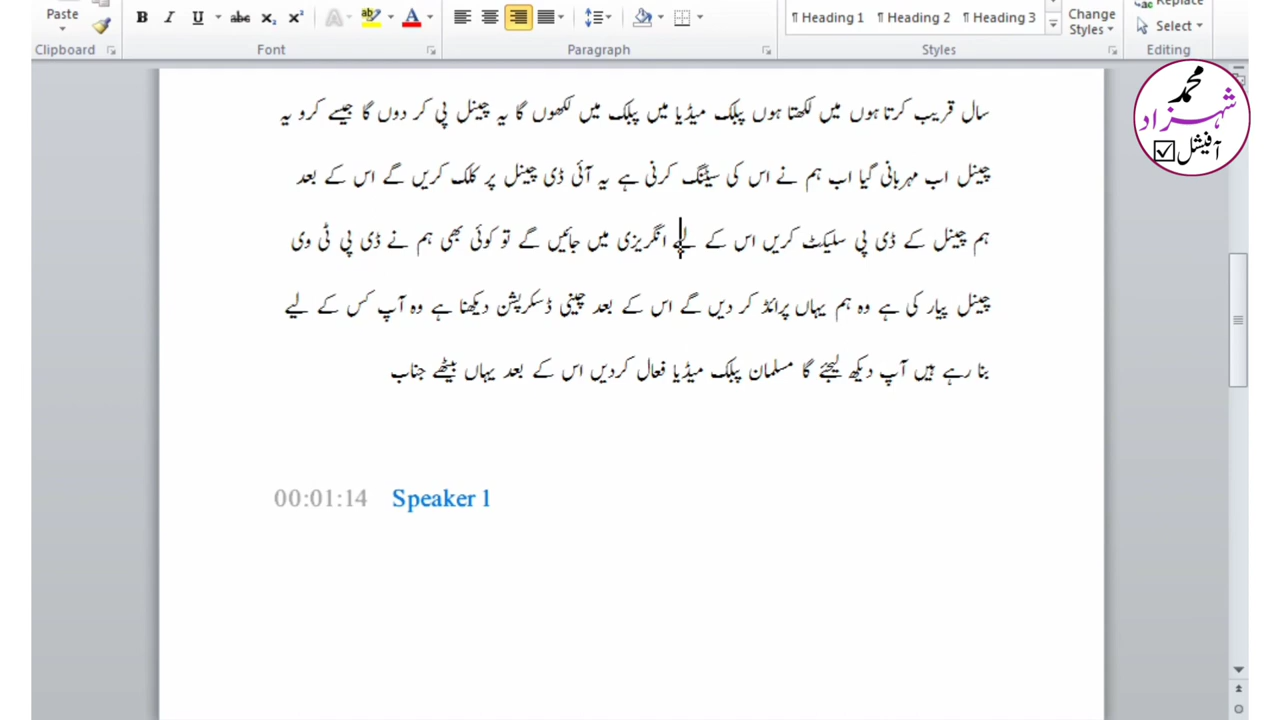 Paste
Clipboard
B I U abc x₂ x² A ab A
Font
Paragraph
¶ Heading 1 ¶ Heading 2 ¶ Heading 3
Change
Styles
Styles
Replace
Select
Editing
محمد
شہزاد
آفیشل
سال قریب کرتا ہوں میں لکھتا ہوں پبلک میڈیا میں پبلک میں لکھوں گا یہ چینل پی کر دوں گا جیسے کرو یہ
چینل اب مہربانی گیا اب ہم نے اس کی سیٹنگ کرنی ہے یہ آئی ڈی چینل پر کلک کریں گے اس کے بعد
ہم چینل کے ڈی پی سلیکٹ کریں اس کے لیے انگریزی میں جائیں گے تو کوئی بھی ہم نے ڈی پی ٹی وی
چینل پیار کی ہے وہ ہم یہاں پرائڈ کر دیں گے اس کے بعد چینی ڈسکرپشن دیکھنا ہے وہ آپ کس کے لیے
بنا رہے ہیں آپ دیکھ لیجئے گا مسلمان پبلک میڈیا فعال کردیں اس کے بعد یہاں بیٹھے جناب
00:01:14 Speaker 1